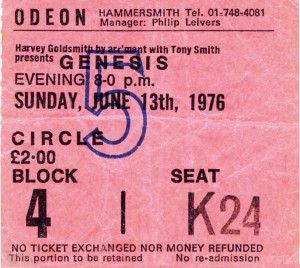 ODEON HAMMERSMITH Tel. 01-748-4081
Manager: Philip Leivers
Harvey Goldsmith by arr'ment with Tony Smith
presents GENESIS
EVENING 8-0 p.m.
SUNDAY, JUNE 13th, 1976
5
CIRCLE
£2·00
BLOCK SEAT
4 | K24
NO TICKET EXCHANGED NOR MONEY REFUNDED
This portion to be retained No re-admission